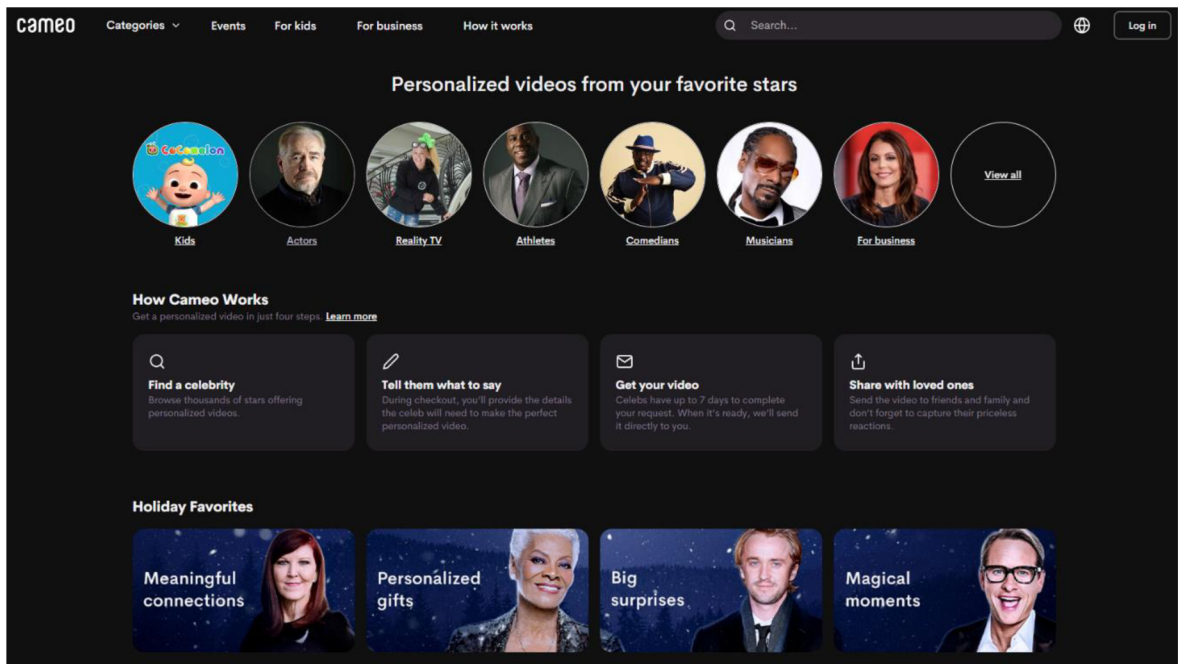 cameo
Categories
Events
For kids
For business
How it works
Search...
Log in
Personalized videos from your favorite stars
CoComelon
View all
Kids
Actors
Reality TV
Athletes
Comedians
Musicians
For business
How Cameo Works
Get a personalized video in just four steps. Learn more
Find a celebrity
Browse thousands of stars offering
personalized videos.
Tell them what to say
During checkout, you'll provide the details
the celeb will need to make the perfect
personalized video.
Get your video
Celebs have up to 7 days to complete
your request. When it's ready, we'll send
it directly to you.
Share with loved ones
Send the video to friends and family and
don't forget to capture their priceless
reactions.
Holiday Favorites
Meaningful
connections
Personalized
gifts
Big
surprises
Magical
moments